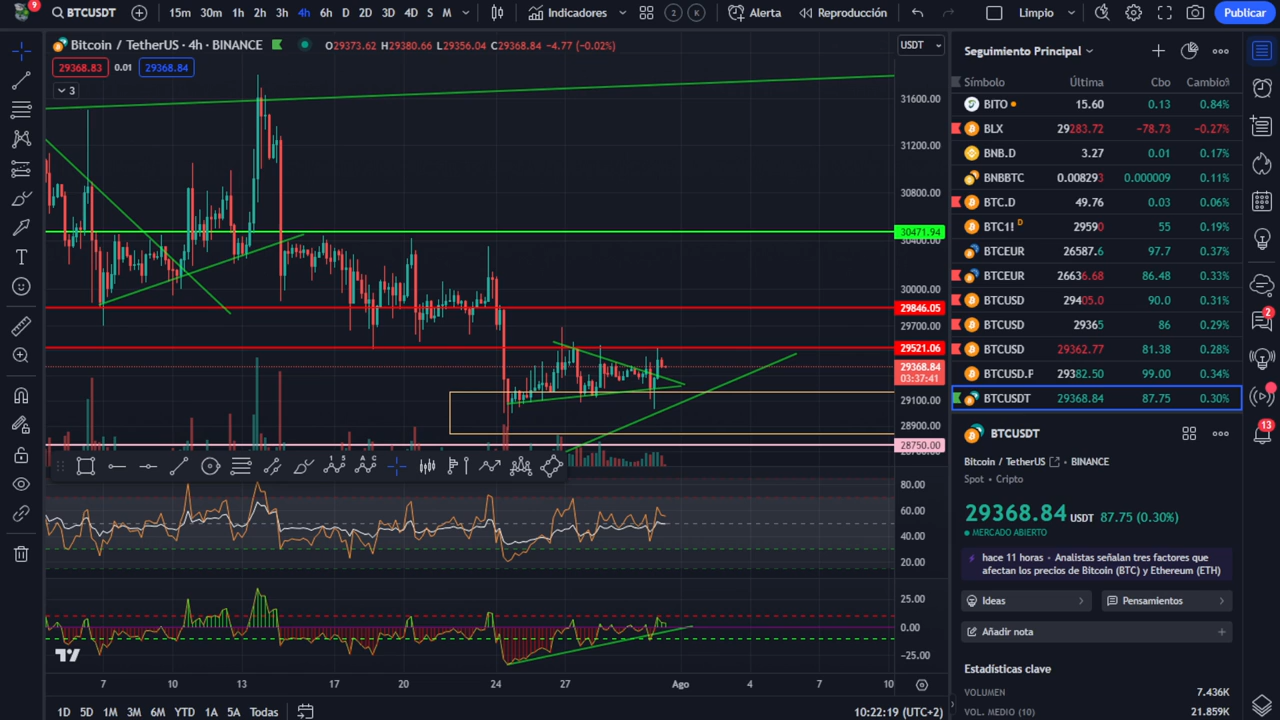 9
BTCUSDT
15m 30m 1h 2h 3h 4h 6h D 2D 3D 4D S M
Indicadores
2 K
Alerta
Reproducción
Limpio
Publicar
Bitcoin / TetherUS · 4h · BINANCE
O29373.62 H29380.66 L29356.04 C29368.84 -4.77 (-0.02%)
29368.83 0.01 29368.84
3
USDT
31600.00
31200.00
30800.00
30471.94
30400.00
30000.00
29846.05
29700.00
29521.06
29368.84
03:37:41
29100.00
28900.00
28750.00
80.00
60.00
40.00
20.00
25.00
0.00
−25.00
7 10 13 17 20 24 27 Ago 4 7 10
1D 5D 1M 3M 6M YTD 1A 5A Todas
10:22:19 (UTC+2)
Seguimiento Principal
Símbolo Última Cbo Cambio%
BITO 15.60 0.13 0.84%
BLX 29283.72 -78.73 -0.27%
BNB.D 3.27 0.01 0.17%
BNBBTC 0.008293 0.000009 0.11%
BTC.D 49.76 0.03 0.06%
BTC1! D 29590 55 0.19%
BTCEUR 26587.6 97.7 0.37%
BTCEUR 26636.68 86.48 0.33%
BTCUSD 29405.0 90.0 0.31%
BTCUSD 29365 86 0.29%
BTCUSD 29362.77 81.38 0.28%
BTCUSD.P 29382.50 99.00 0.34%
BTCUSDT 29368.84 87.75 0.30%
BTCUSDT
Bitcoin / TetherUS · BINANCE
Spot · Cripto
29368.84 USDT 87.75 (0.30%)
MERCADO ABIERTO
hace 11 horas · Analistas señalan tres factores que
afectan los precios de Bitcoin (BTC) y Ethereum (ETH)
Ideas
Pensamientos
Añadir nota
Estadísticas clave
VOLUMEN 7.436K
VOL. MEDIO (10) 21.859K
2
13